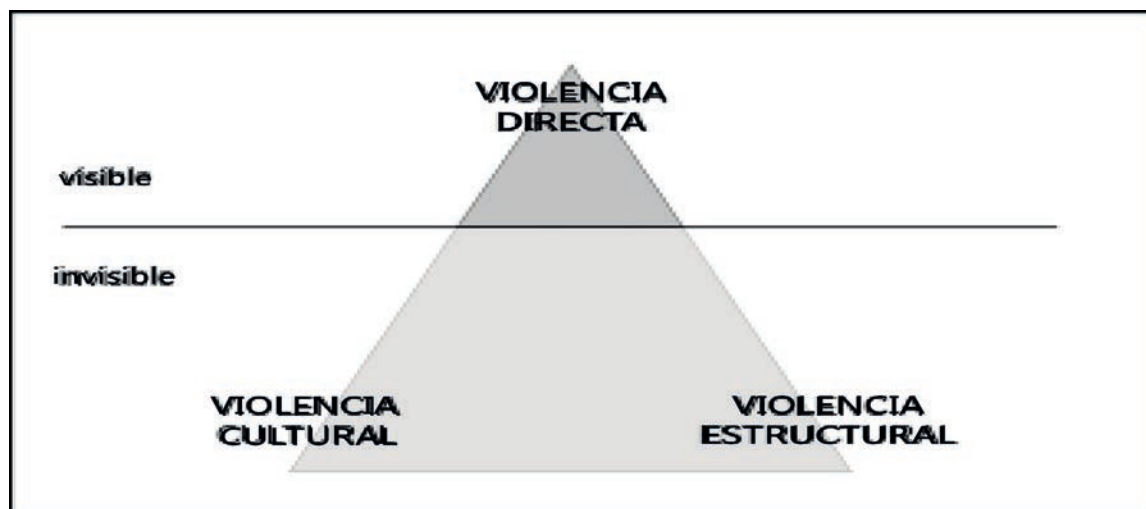 VIOLENCIA
DIRECTA
visible
invisible
VIOLENCIA
CULTURAL
VIOLENCIA
ESTRUCTURAL